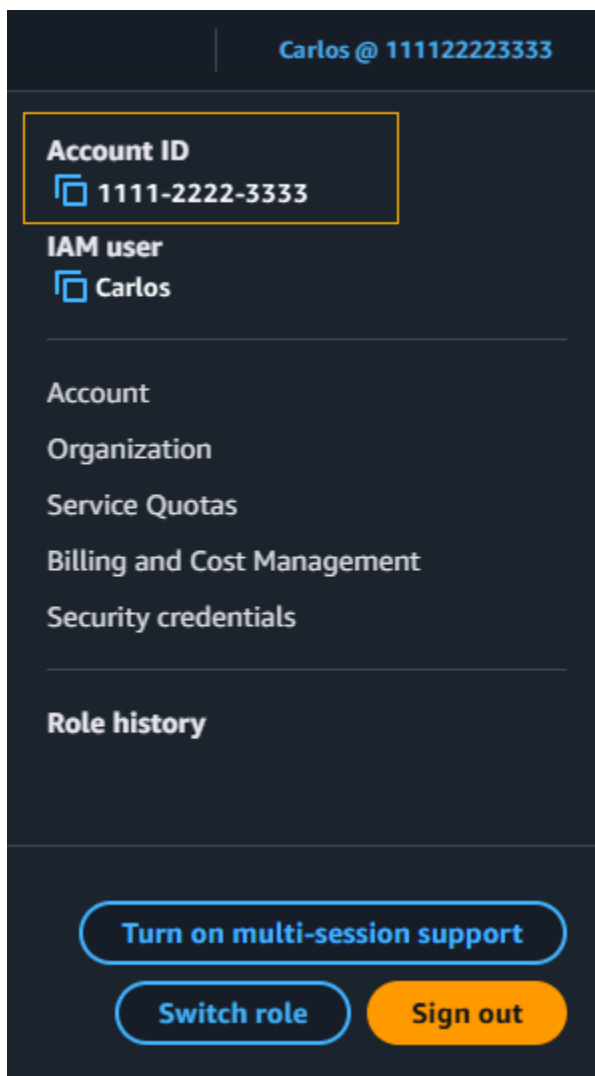 Carlos @ 111122223333
Account ID
1111-2222-3333
IAM user
Carlos
Account
Organization
Service Quotas
Billing and Cost Management
Security credentials
Role history
Turn on multi-session support
Switch role
Sign out